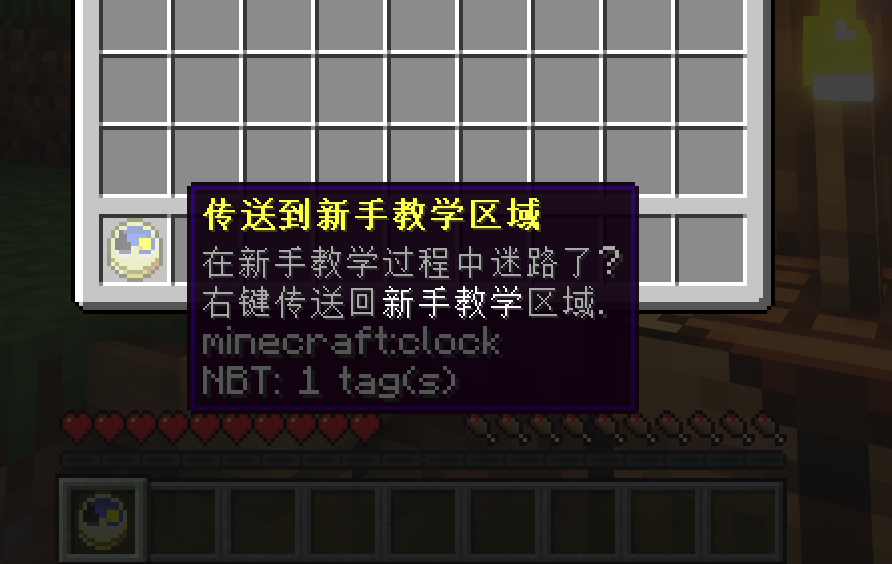 传送到新手教学区域
在新手教学过程中迷路了?
右键传送回新手教学区域.
minecraft:clock
NBT: 1 tag(s)